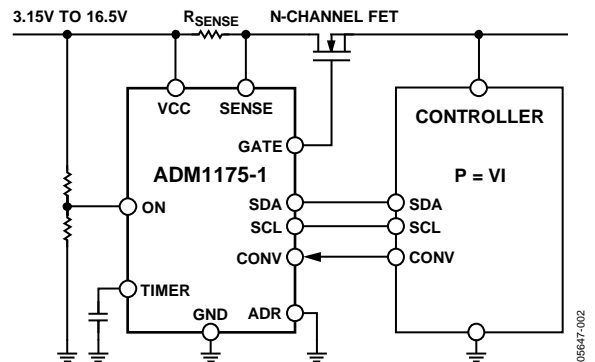 3.15V TO 16.5V
RSENSE
N-CHANNEL FET
VCC
SENSE
CONTROLLER
GATE
ADM1175-1
P = VI
ON
SDA
SDA
SCL
SCL
CONV
CONV
TIMER
GND
ADR
05647-002